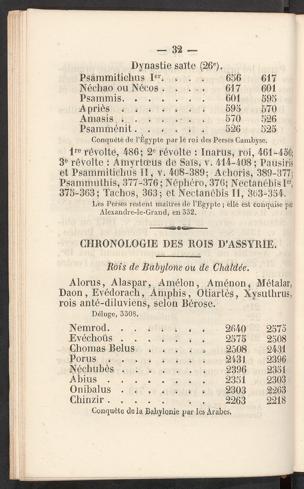 — 32 —
Dynastie saïte (26e).
Psammitichus Ier. . . . . 656 617
Néchao ou Nécos . . . . . 617 601
Psammis. . . . . . 601 595
Apriès . . . . . . 595 570
Amasis . . . . . . 570 526
Psamménit . . . . . . 526 525
Conquête de l'Égypte par le roi des Perses Cambyse.
1re révolte, 486; 2e révolte : Inarus, roi, 461-456;
3e révolte : Amyrtœus de Saïs, v. 414-408; Pausiris
et Psammitichus II, v. 408-389; Achoris, 389-377;
Psammuthis, 377-376; Néphéro, 376; Nectanébis Ier,
375-363; Tachos, 363; et Nectanébis II, 363-354.
Les Perses restent maîtres de l'Egypte; elle est conquise par
Alexandre-le-Grand, en 332.
CHRONOLOGIE DES ROIS D'ASSYRIE.
Rois de Babylone ou de Chaldée.
Alorus, Alaspar, Amélon, Aménon, Métalar,
Daon, Evédorach, Amphis, Otiartès, Xysuthrus,
rois anté-diluviens, selon Bérose.
Déluge, 3308.
Nemrod. . . . . . 2640 2575
Evéchoüs . . . . . 2575 2508
Chomas Belus . . . . . 2508 2431
Porus . . . . . . 2431 2396
Néchubès . . . . . 2396 2351
Abius . . . . . . 2351 2303
Onibalus . . . . . 2303 2263
Chinzir . . . . . . 2263 2218
Conquête de la Babylonie par les Arabes.